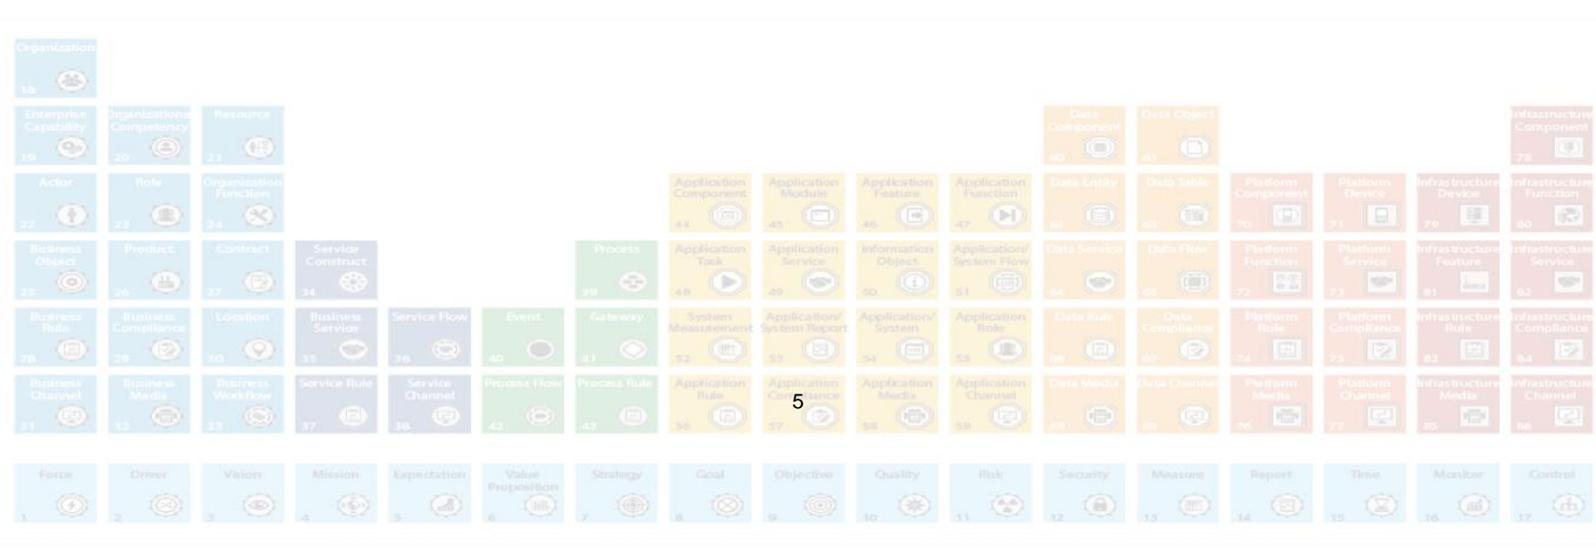 Organization
18
Enterprise Capability
19
Organizationa Competency
20
Resource
21
Data Component
60
Data Object
61
Infrastructure Component
78
Actor
22
Role
23
Organization Function
24
Application Component
44
Application Module
45
Application Feature
46
Application Function
47
Data Entity
62
Data Table
63
Platform Component
70
Platform Device
71
Infrastructure Device
79
Infrastructure Function
80
Business Object
25
Product
26
Contract
27
Service Construct
34
Process
39
Application Task
48
Application Service
49
Information Object
50
Application/ System Flow
51
Data Service
64
Data Flow
65
Platform Function
72
Platform Service
73
Infrastructure Feature
81
Infrastructure Service
82
Business Rule
28
Business Compliance
29
Location
30
Business Service
35
Service Flow
36
Event
40
Gateway
41
System Measurement
52
Application/ System Report
53
Application/ System
54
Application Role
55
Data Rule
66
Data Compliance
67
Platform Rule
74
Platform Compliance
75
Infrastructure Rule
83
Infrastructure Compliance
84
Business Channel
31
Business Media
32
Business Workflow
33
Service Rule
37
Service Channel
38
Process Flow
42
Process Rule
43
Application Rule
56
Application Compliance
57
5
Application Media
58
Application Channel
59
Data Media
68
Data Channel
69
Platform Media
76
Platform Channel
77
Infrastructure Media
85
Infrastructure Channel
86
Force
1
Driver
2
Vision
3
Mission
4
Expectation
5
Value Proposition
6
Strategy
7
Goal
8
Objective
9
Quality
10
Risk
11
Security
12
Measure
13
Report
14
Time
15
Monitor
16
Control
17